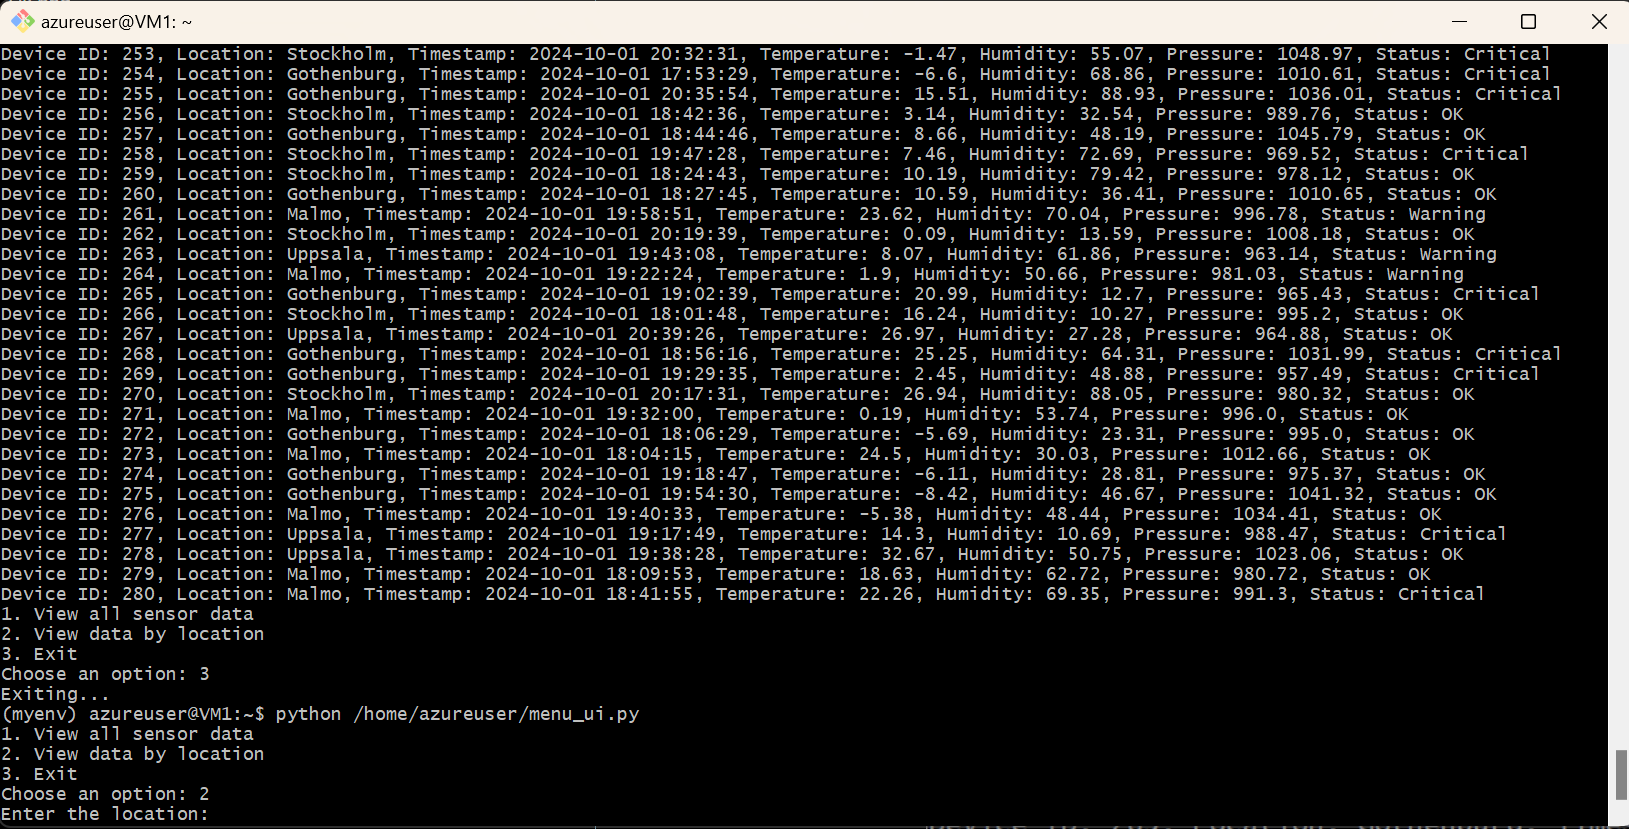 azureuser@VM1: ~
Device ID: 253, Location: Stockholm, Timestamp: 2024-10-01 20:32:31, Temperature: -1.47, Humidity: 55.07, Pressure: 1048.97, Status: Critical
Device ID: 254, Location: Gothenburg, Timestamp: 2024-10-01 17:53:29, Temperature: -6.6, Humidity: 68.86, Pressure: 1010.61, Status: Critical
Device ID: 255, Location: Gothenburg, Timestamp: 2024-10-01 20:35:54, Temperature: 15.51, Humidity: 88.93, Pressure: 1036.01, Status: Critical
Device ID: 256, Location: Stockholm, Timestamp: 2024-10-01 18:42:36, Temperature: 3.14, Humidity: 32.54, Pressure: 989.76, Status: OK
Device ID: 257, Location: Gothenburg, Timestamp: 2024-10-01 18:44:46, Temperature: 8.66, Humidity: 48.19, Pressure: 1045.79, Status: OK
Device ID: 258, Location: Stockholm, Timestamp: 2024-10-01 19:47:28, Temperature: 7.46, Humidity: 72.69, Pressure: 969.52, Status: Critical
Device ID: 259, Location: Stockholm, Timestamp: 2024-10-01 18:24:43, Temperature: 10.19, Humidity: 79.42, Pressure: 978.12, Status: OK
Device ID: 260, Location: Gothenburg, Timestamp: 2024-10-01 18:27:45, Temperature: 10.59, Humidity: 36.41, Pressure: 1010.65, Status: OK
Device ID: 261, Location: Malmo, Timestamp: 2024-10-01 19:58:51, Temperature: 23.62, Humidity: 70.04, Pressure: 996.78, Status: Warning
Device ID: 262, Location: Stockholm, Timestamp: 2024-10-01 20:19:39, Temperature: 0.09, Humidity: 13.59, Pressure: 1008.18, Status: OK
Device ID: 263, Location: Uppsala, Timestamp: 2024-10-01 19:43:08, Temperature: 8.07, Humidity: 61.86, Pressure: 963.14, Status: Warning
Device ID: 264, Location: Malmo, Timestamp: 2024-10-01 19:22:24, Temperature: 1.9, Humidity: 50.66, Pressure: 981.03, Status: Warning
Device ID: 265, Location: Gothenburg, Timestamp: 2024-10-01 19:02:39, Temperature: 20.99, Humidity: 12.7, Pressure: 965.43, Status: Critical
Device ID: 266, Location: Stockholm, Timestamp: 2024-10-01 18:01:48, Temperature: 16.24, Humidity: 10.27, Pressure: 995.2, Status: OK
Device ID: 267, Location: Uppsala, Timestamp: 2024-10-01 20:39:26, Temperature: 26.97, Humidity: 27.28, Pressure: 964.88, Status: OK
Device ID: 268, Location: Gothenburg, Timestamp: 2024-10-01 18:56:16, Temperature: 25.25, Humidity: 64.31, Pressure: 1031.99, Status: Critical
Device ID: 269, Location: Gothenburg, Timestamp: 2024-10-01 19:29:35, Temperature: 2.45, Humidity: 48.88, Pressure: 957.49, Status: Critical
Device ID: 270, Location: Stockholm, Timestamp: 2024-10-01 20:17:31, Temperature: 26.94, Humidity: 88.05, Pressure: 980.32, Status: OK
Device ID: 271, Location: Malmo, Timestamp: 2024-10-01 19:32:00, Temperature: 0.19, Humidity: 53.74, Pressure: 996.0, Status: OK
Device ID: 272, Location: Gothenburg, Timestamp: 2024-10-01 18:06:29, Temperature: -5.69, Humidity: 23.31, Pressure: 995.0, Status: OK
Device ID: 273, Location: Malmo, Timestamp: 2024-10-01 18:04:15, Temperature: 24.5, Humidity: 30.03, Pressure: 1012.66, Status: OK
Device ID: 274, Location: Gothenburg, Timestamp: 2024-10-01 19:18:47, Temperature: -6.11, Humidity: 28.81, Pressure: 975.37, Status: OK
Device ID: 275, Location: Gothenburg, Timestamp: 2024-10-01 19:54:30, Temperature: -8.42, Humidity: 46.67, Pressure: 1041.32, Status: OK
Device ID: 276, Location: Malmo, Timestamp: 2024-10-01 19:40:33, Temperature: -5.38, Humidity: 48.44, Pressure: 1034.41, Status: OK
Device ID: 277, Location: Uppsala, Timestamp: 2024-10-01 19:17:49, Temperature: 14.3, Humidity: 10.69, Pressure: 988.47, Status: Critical
Device ID: 278, Location: Uppsala, Timestamp: 2024-10-01 19:38:28, Temperature: 32.67, Humidity: 50.75, Pressure: 1023.06, Status: OK
Device ID: 279, Location: Malmo, Timestamp: 2024-10-01 18:09:53, Temperature: 18.63, Humidity: 62.72, Pressure: 980.72, Status: OK
Device ID: 280, Location: Malmo, Timestamp: 2024-10-01 18:41:55, Temperature: 22.26, Humidity: 69.35, Pressure: 991.3, Status: Critical
1. View all sensor data
2. View data by location
3. Exit
Choose an option: 3
Exiting...
(myenv) azureuser@VM1:~$ python /home/azureuser/menu_ui.py
1. View all sensor data
2. View data by location
3. Exit
Choose an option: 2
Enter the location: